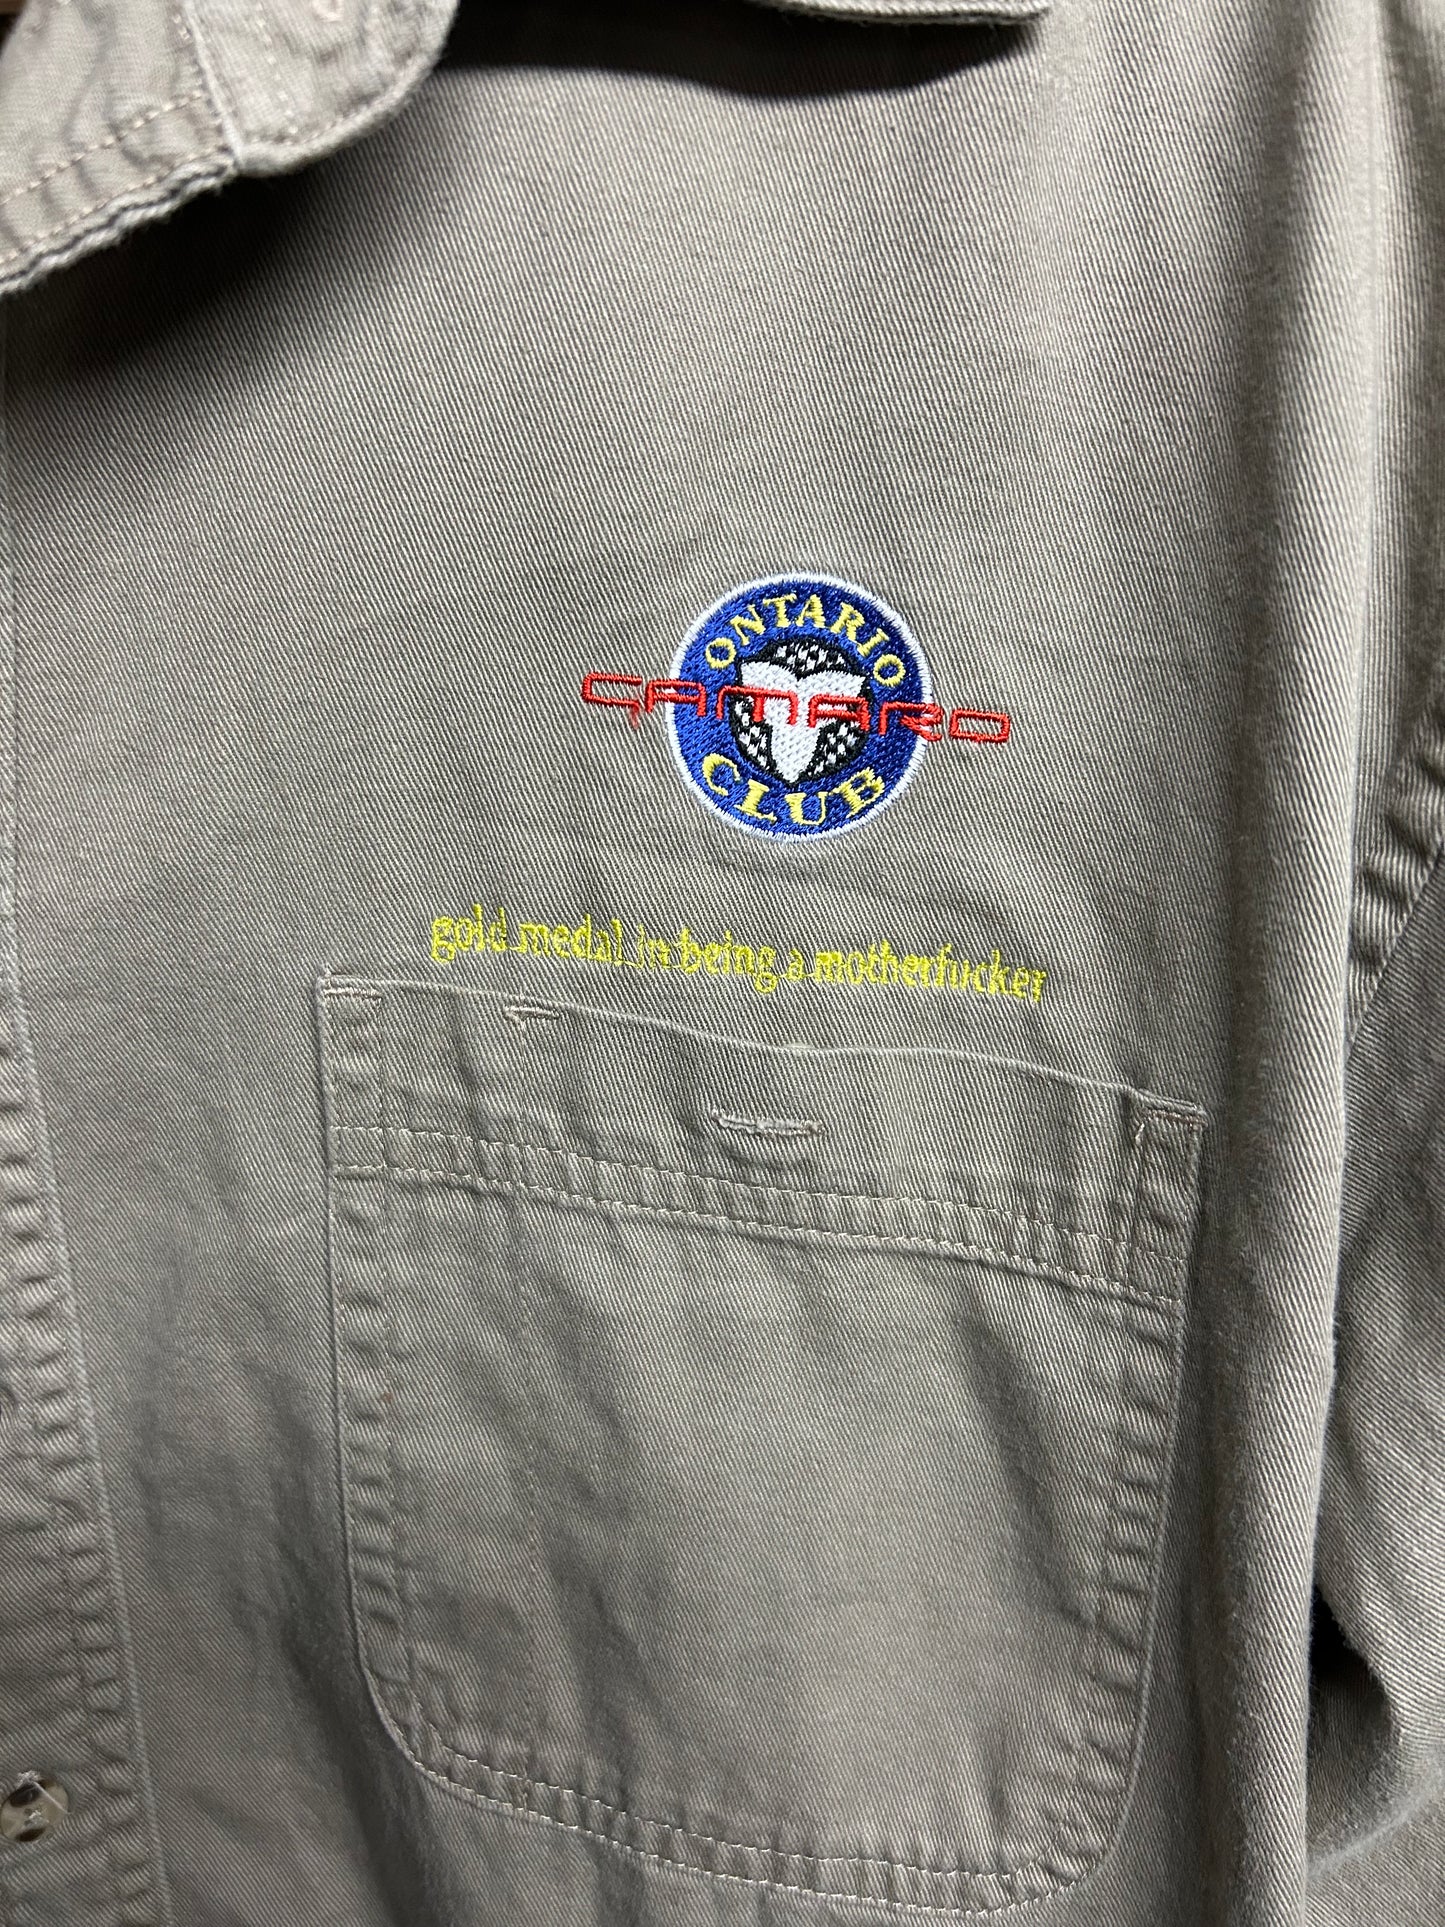 ONTARIO
CAMARO
CLUB
gold medal in being a motherfucker